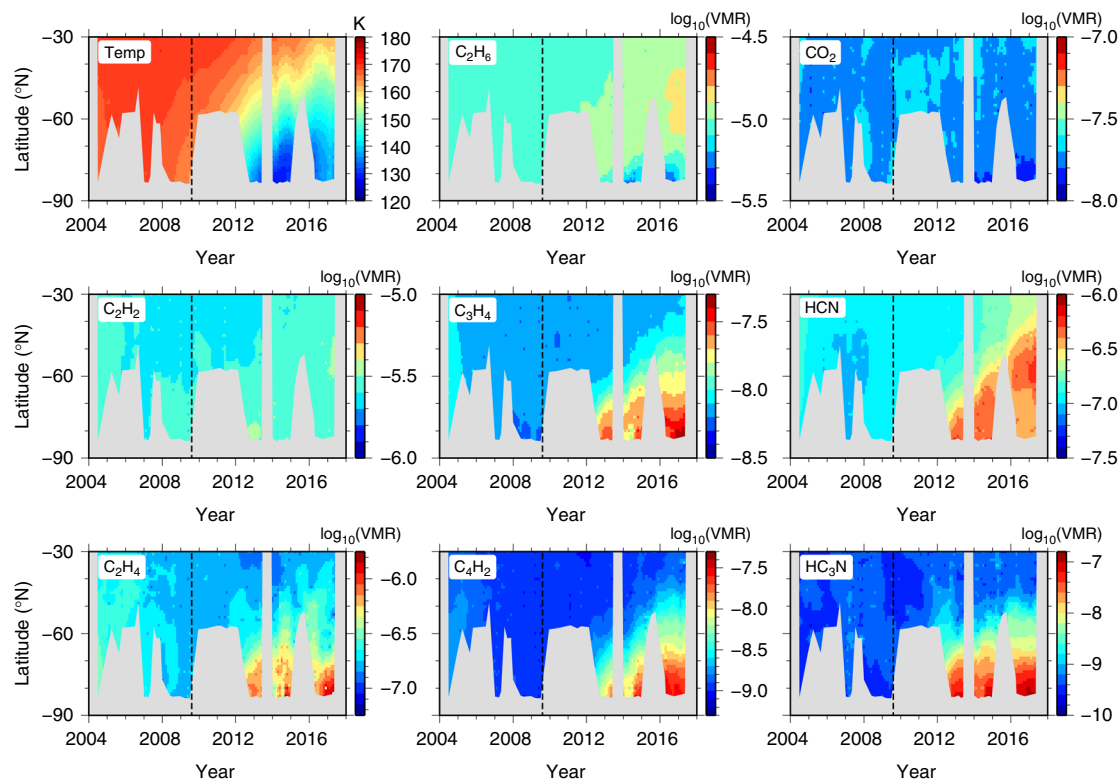 K
log10(VMR)
log10(VMR)
−30
Temp
180
C2H6
−4.5
CO2
−7.0
170
160
−60
150
−5.0
−7.5
140
130
−90
120
−5.5
−8.0
Latitude (°N)
2004 2008 2012 2016
2004 2008 2012 2016
2004 2008 2012 2016
Year
Year
Year
log10(VMR)
log10(VMR)
log10(VMR)
−30
C2H2
−5.0
C3H4
−7.5
HCN
−6.0
−6.5
−60
−5.5
−8.0
−7.0
−90
−6.0
−8.5
−7.5
Latitude (°N)
2004 2008 2012 2016
2004 2008 2012 2016
2004 2008 2012 2016
Year
Year
Year
log10(VMR)
log10(VMR)
log10(VMR)
−30
C2H4
−6.0
C4H2
−7.5
HC3N
−7
−8.0
−8
−60
−6.5
−8.5
−9
−7.0
−9.0
−90
−10
Latitude (°N)
2004 2008 2012 2016
2004 2008 2012 2016
2004 2008 2012 2016
Year
Year
Year